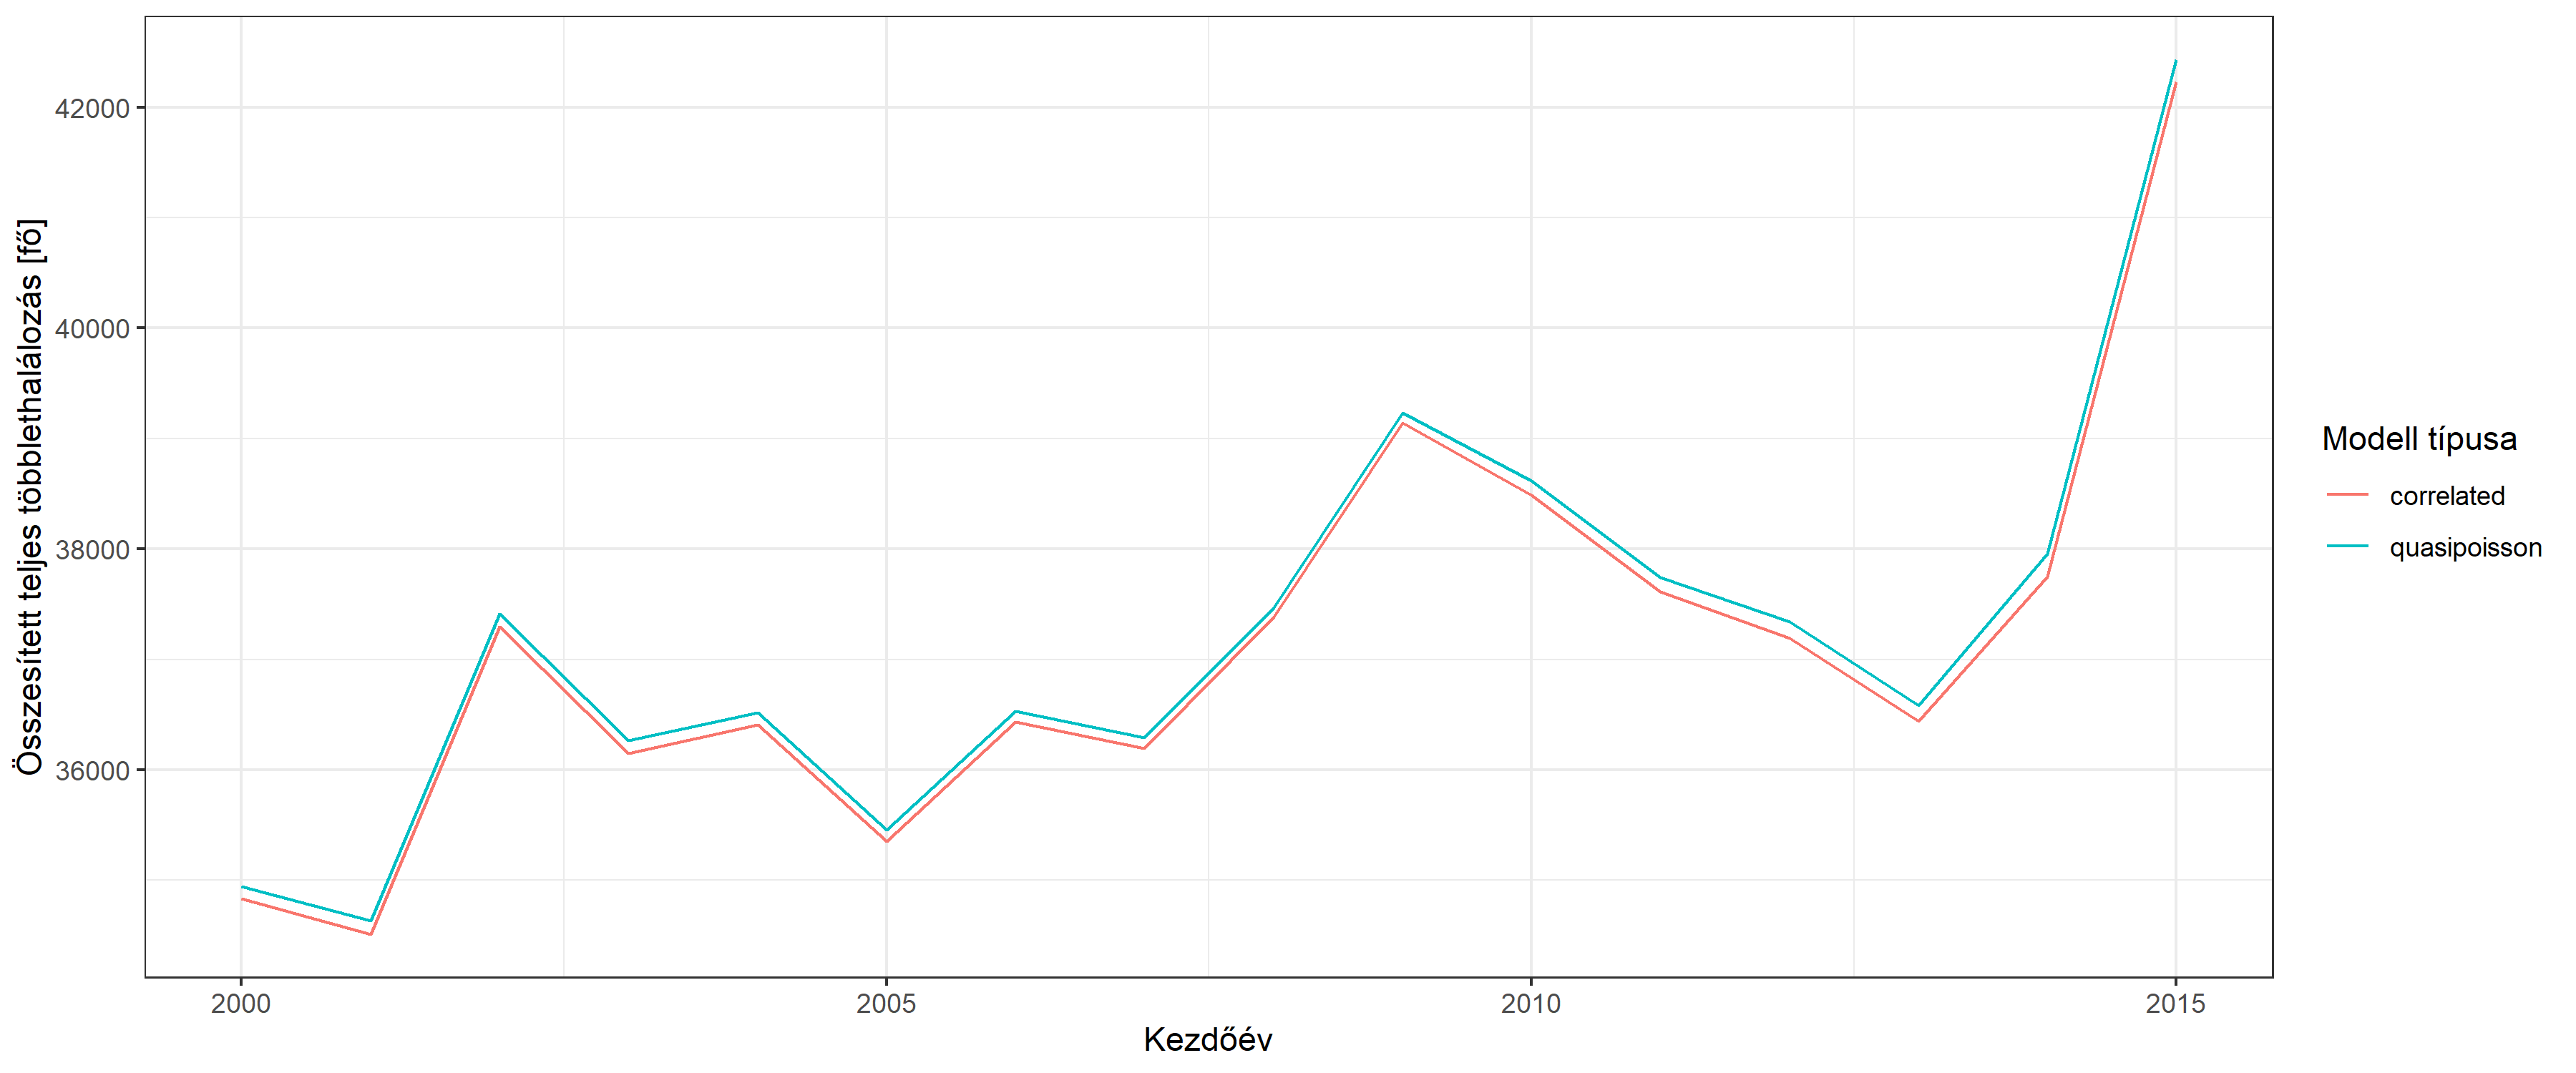 Összesített teljes többlethalálozás [fő]
42000
40000
38000
36000
2000
2005
2010
2015
Kezdőév
Modell típusa
correlated
quasipoisson